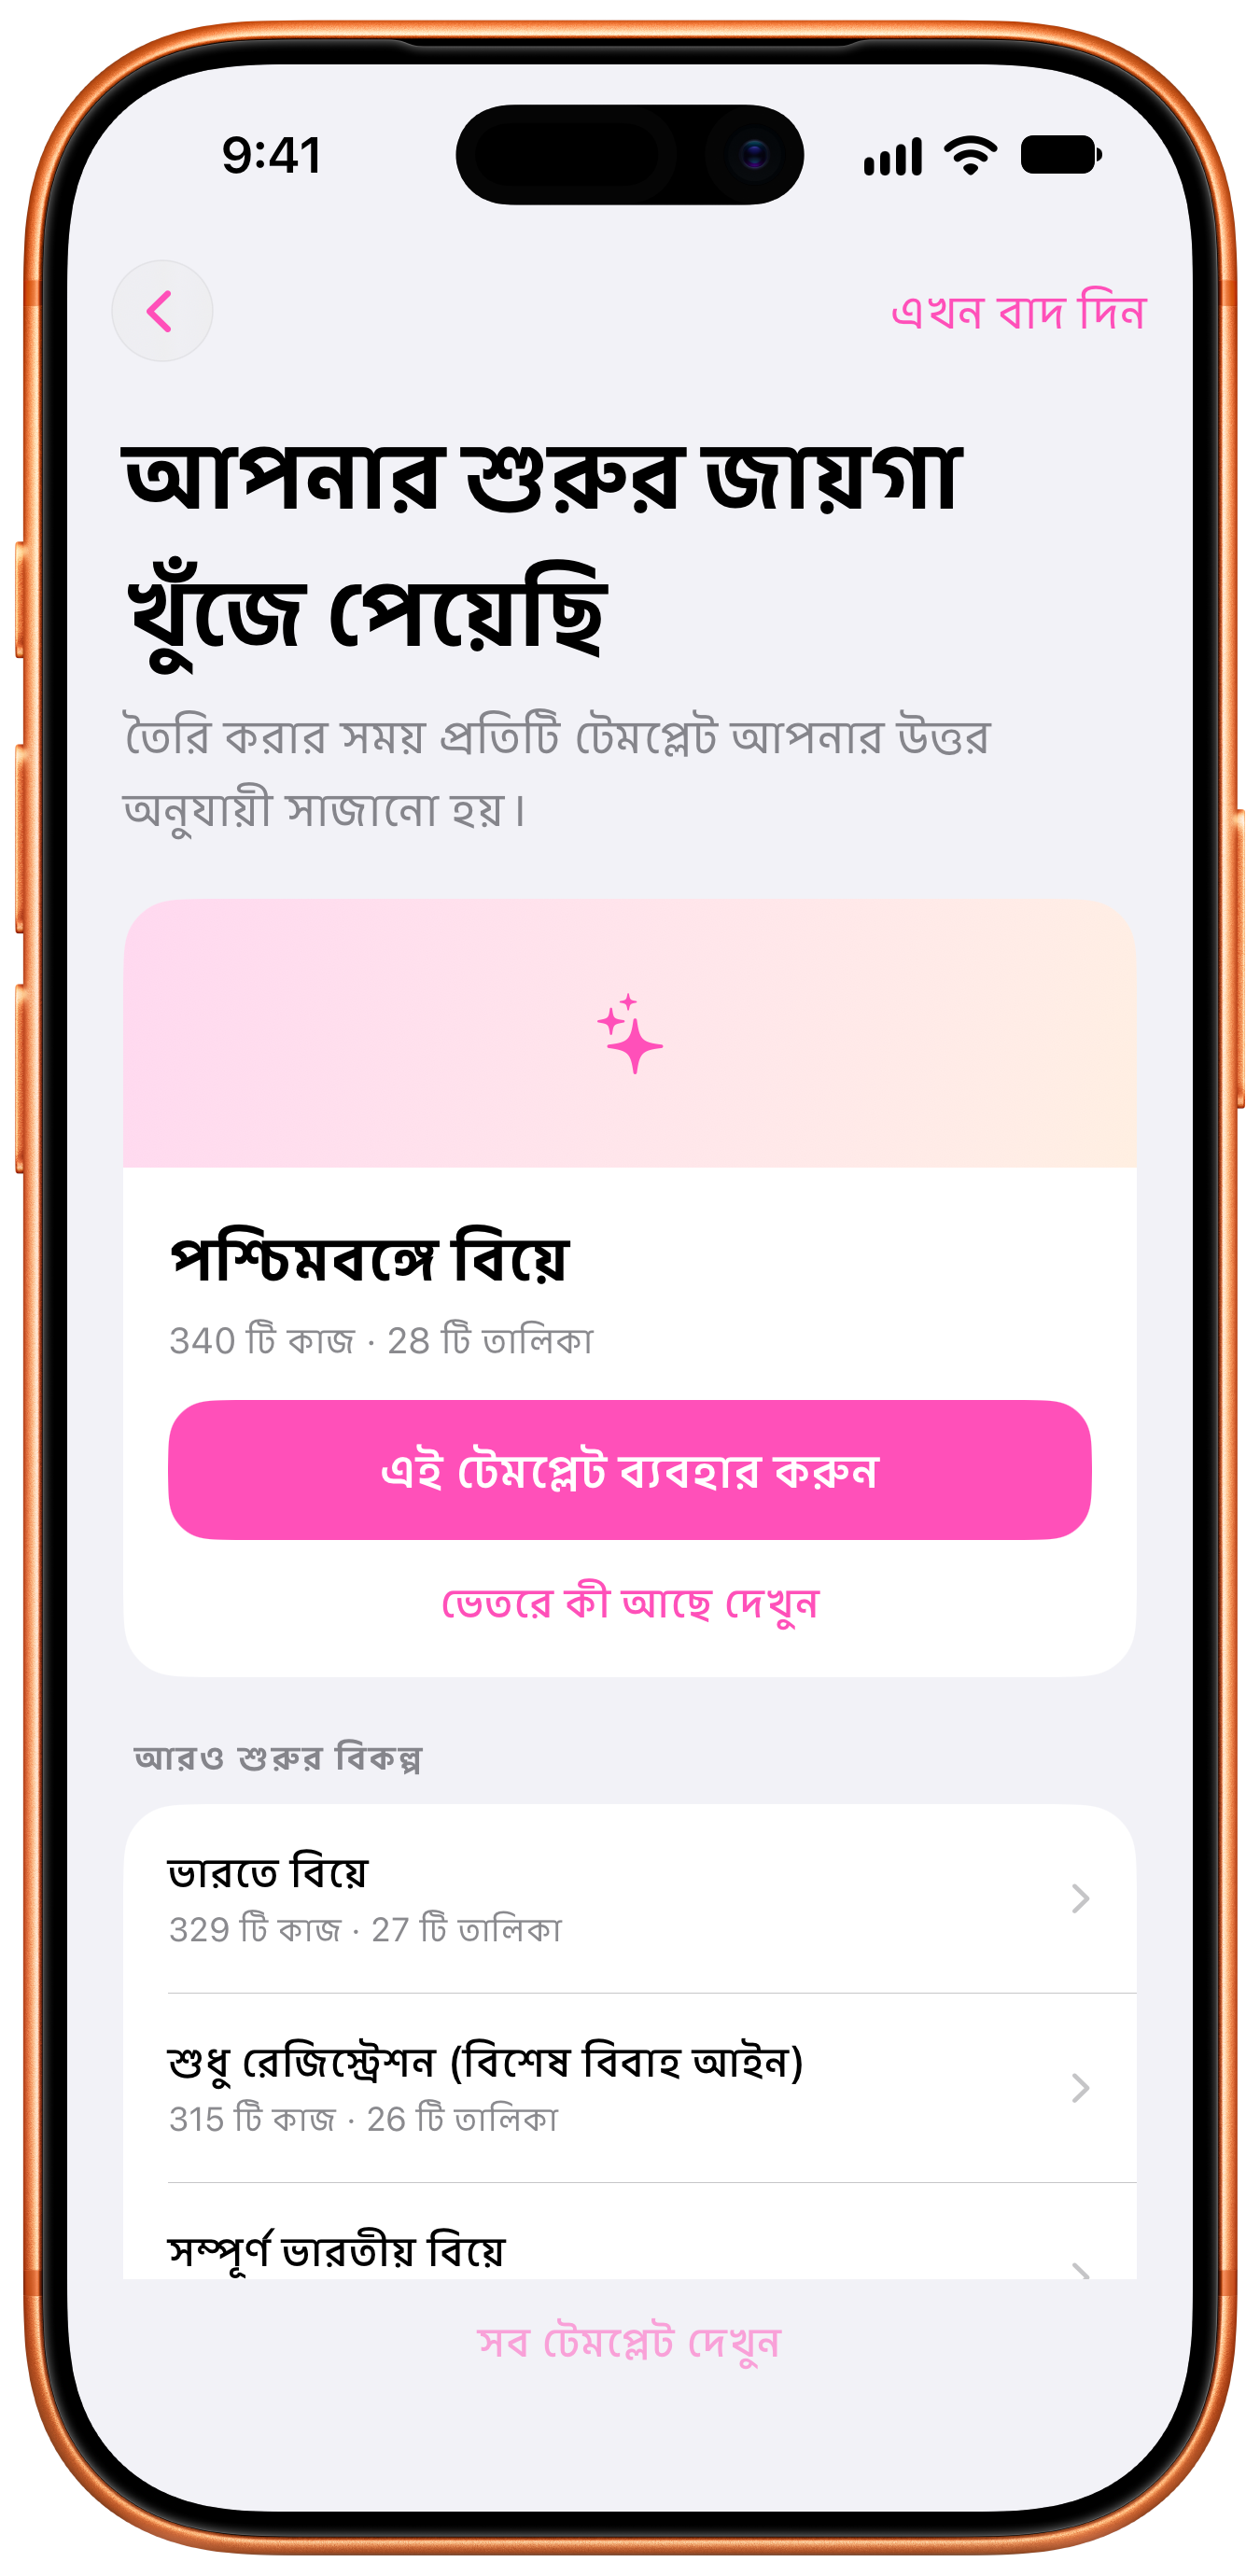 9:41
এখন বাদ দিন
আপনার শুরুর জায়গা
খুঁজে পেয়েছি
তৈরি করার সময় প্রতিটি টেমপ্লেট আপনার উত্তর
অনুযায়ী সাজানো হয়।
পশ্চিমবঙ্গে বিয়ে
340 টি কাজ · 28 টি তালিকা
এই টেমপ্লেট ব্যবহার করুন
ভেতরে কী আছে দেখুন
আরও শুরুর বিকল্প
ভারতে বিয়ে
329 টি কাজ · 27 টি তালিকা
শুধু রেজিস্ট্রেশন (বিশেষ বিবাহ আইন)
315 টি কাজ · 26 টি তালিকা
সম্পূর্ণ ভারতীয় বিয়ে
সব টেমপ্লেট দেখুন